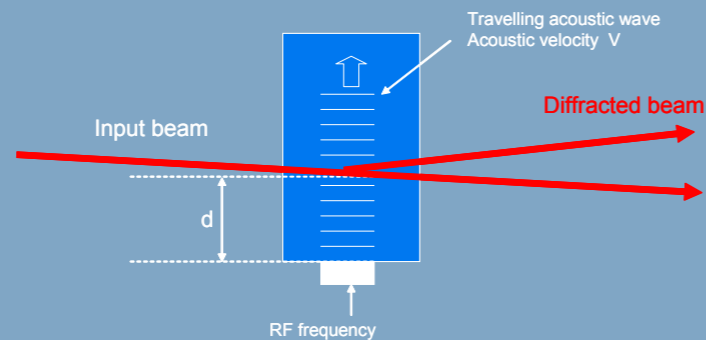 Travelling acoustic wave
Acoustic velocity V
Input beam
Diffracted beam
d
RF frequency